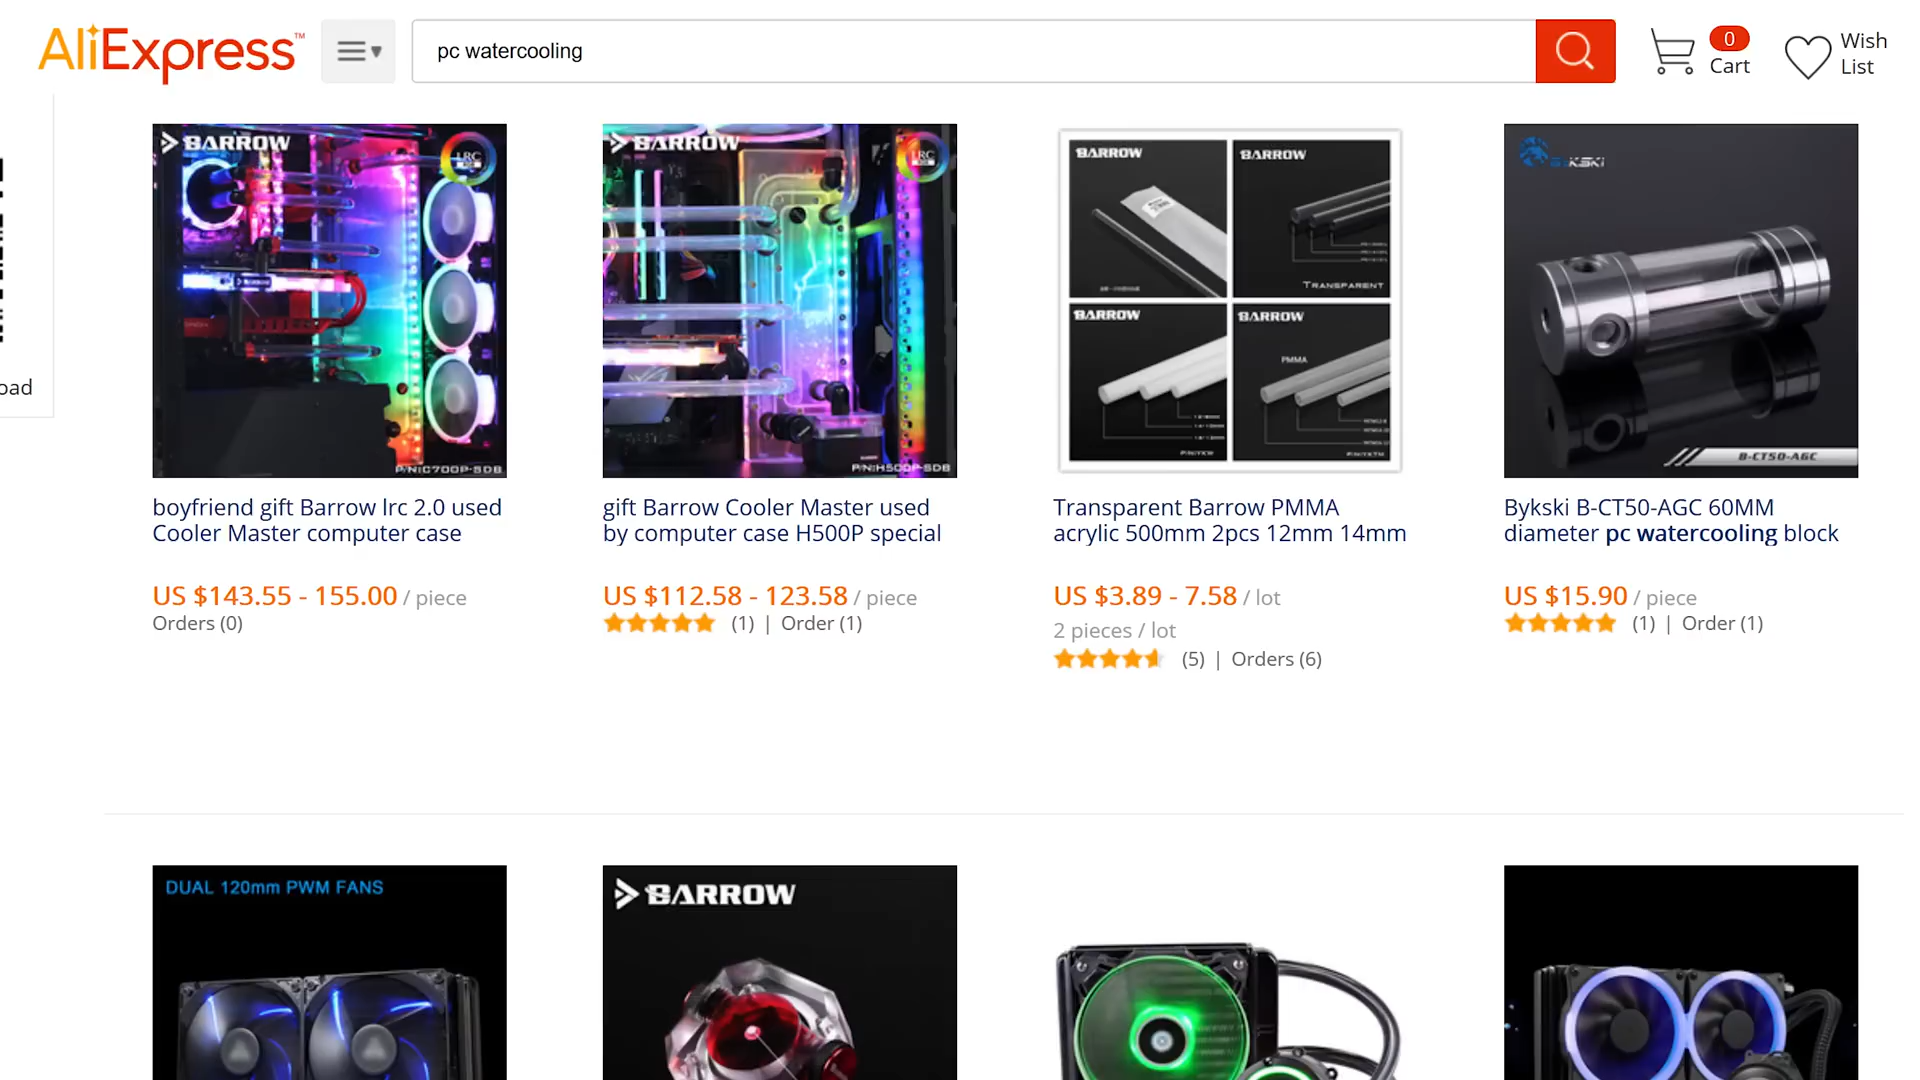 AliExpress™
pc watercooling
0
Cart
Wish
List
oad
BARROW
LRC
P/N:C700P-SDB
BARROW
LRC
P/N:H500P-SDB
BARROW
BARROW
TRANSPARENT
BARROW
BARROW
PMMA
BYKSKI
B-CT50-AGC
boyfriend gift Barrow lrc 2.0 used
Cooler Master computer case
US $143.55 - 155.00 / piece
Orders (0)
gift Barrow Cooler Master used
by computer case H500P special
US $112.58 - 123.58 / piece
(1) | Order (1)
Transparent Barrow PMMA
acrylic 500mm 2pcs 12mm 14mm
US $3.89 - 7.58 / lot
2 pieces / lot
(5) | Orders (6)
Bykski B-CT50-AGC 60MM
diameter pc watercooling block
US $15.90 / piece
(1) | Order (1)
DUAL 120mm PWM FANS
BARROW